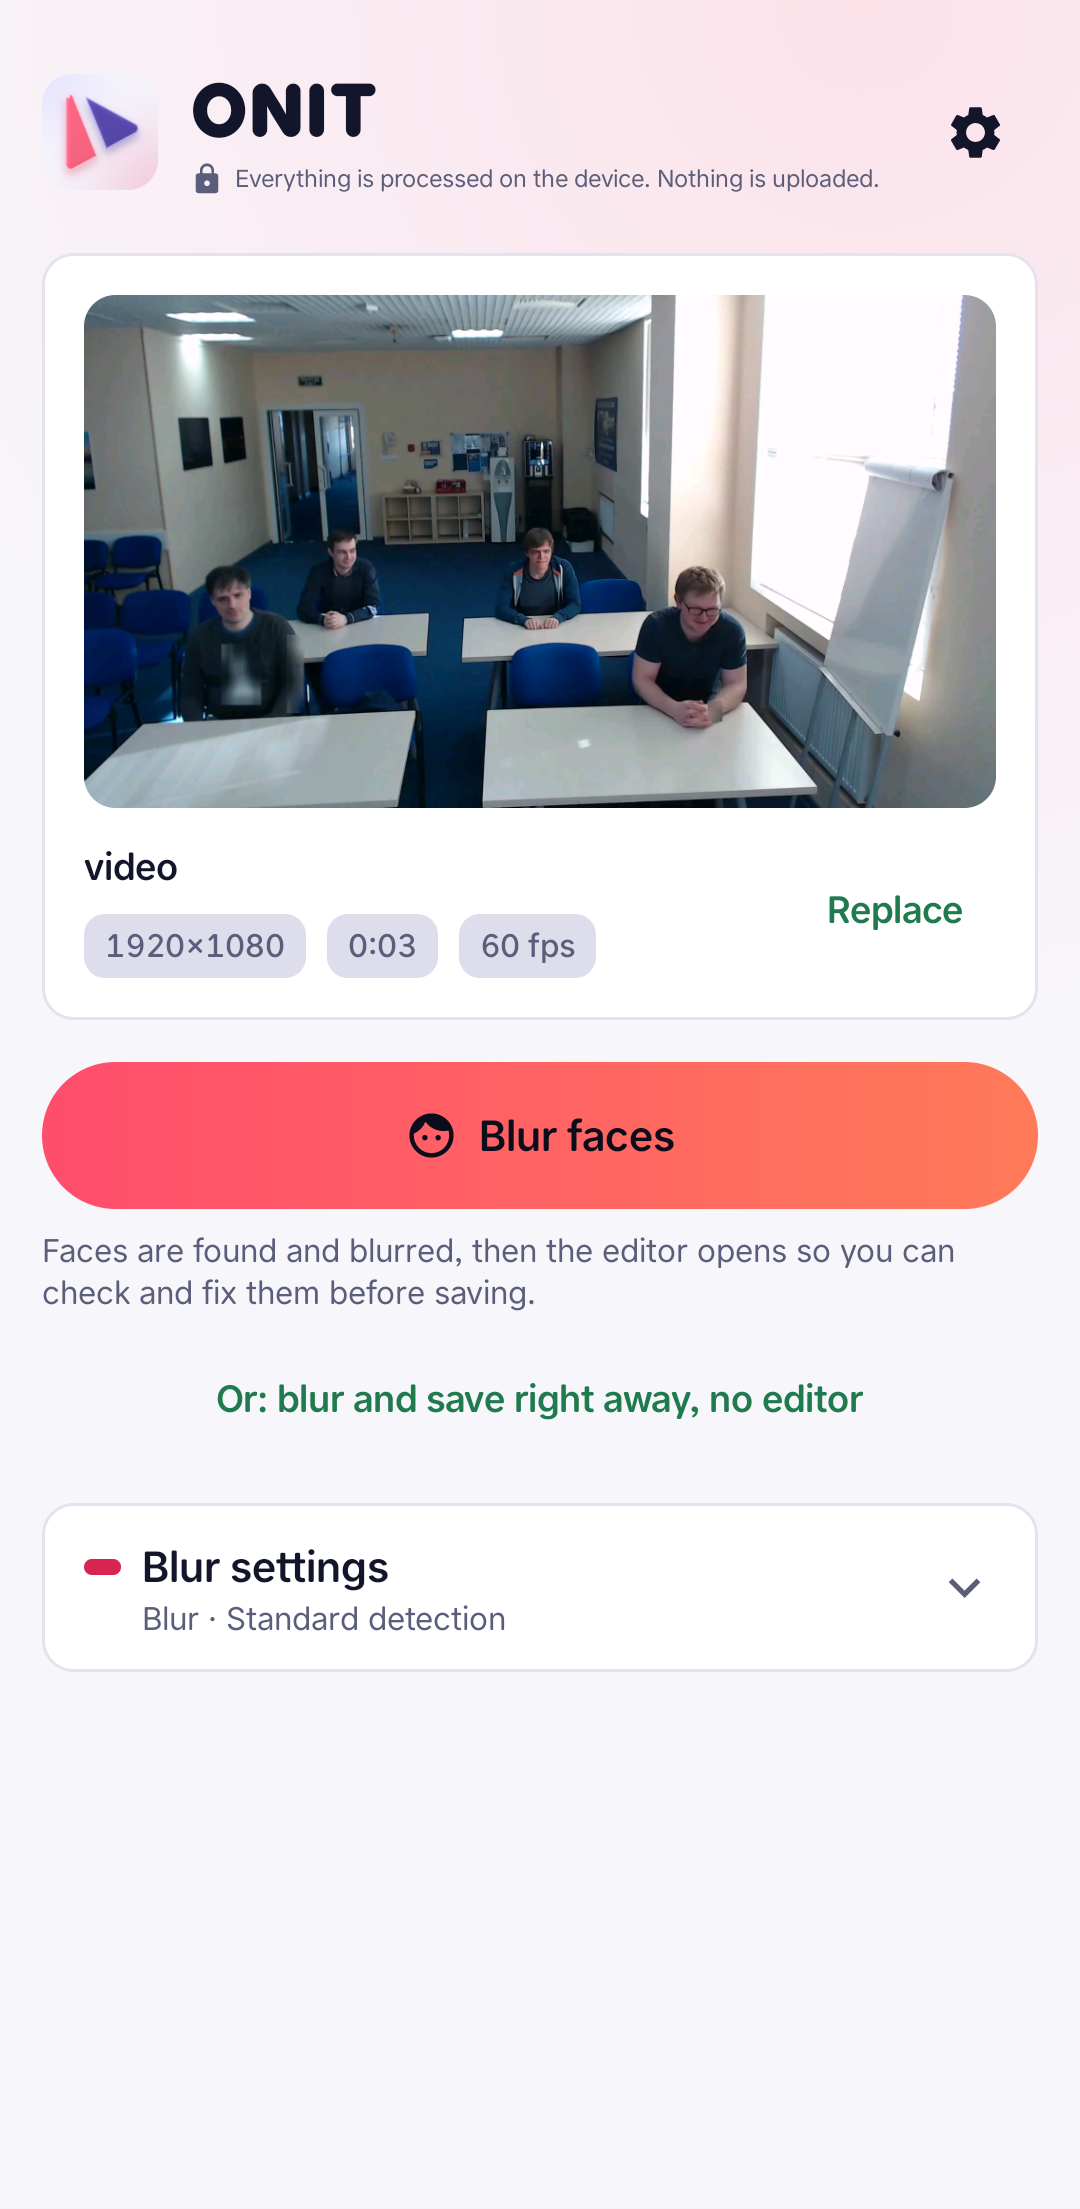 ONIT
Everything is processed on the device. Nothing is uploaded.
video
Replace
1920×1080
0:03
60 fps
Blur faces
Faces are found and blurred, then the editor opens so you can
check and fix them before saving.
Or: blur and save right away, no editor
Blur settings
Blur · Standard detection